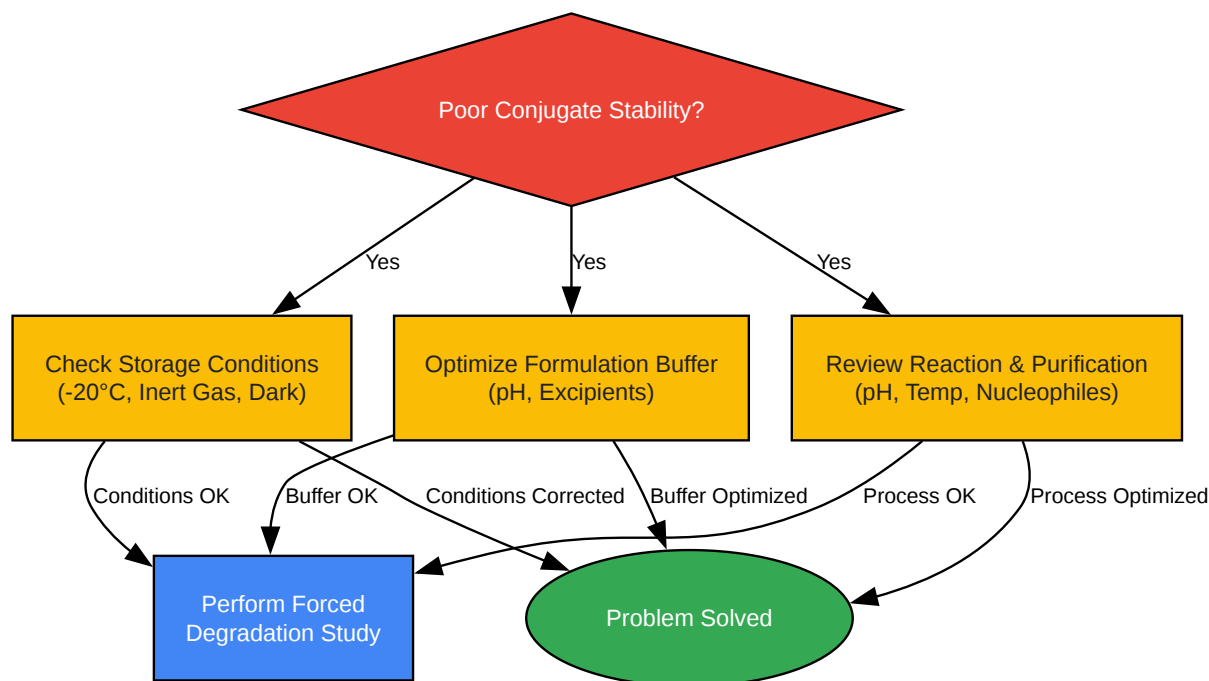 Poor Conjugate Stability?
Yes
Yes
Yes
Check Storage Conditions
(-20°C, Inert Gas, Dark)
Optimize Formulation Buffer
(pH, Excipients)
Review Reaction & Purification
(pH, Temp, Nucleophiles)
Conditions OK
Buffer OK
Conditions Corrected
Buffer Optimized
Process OK
Process Optimized
Perform Forced
Degradation Study
Problem Solved